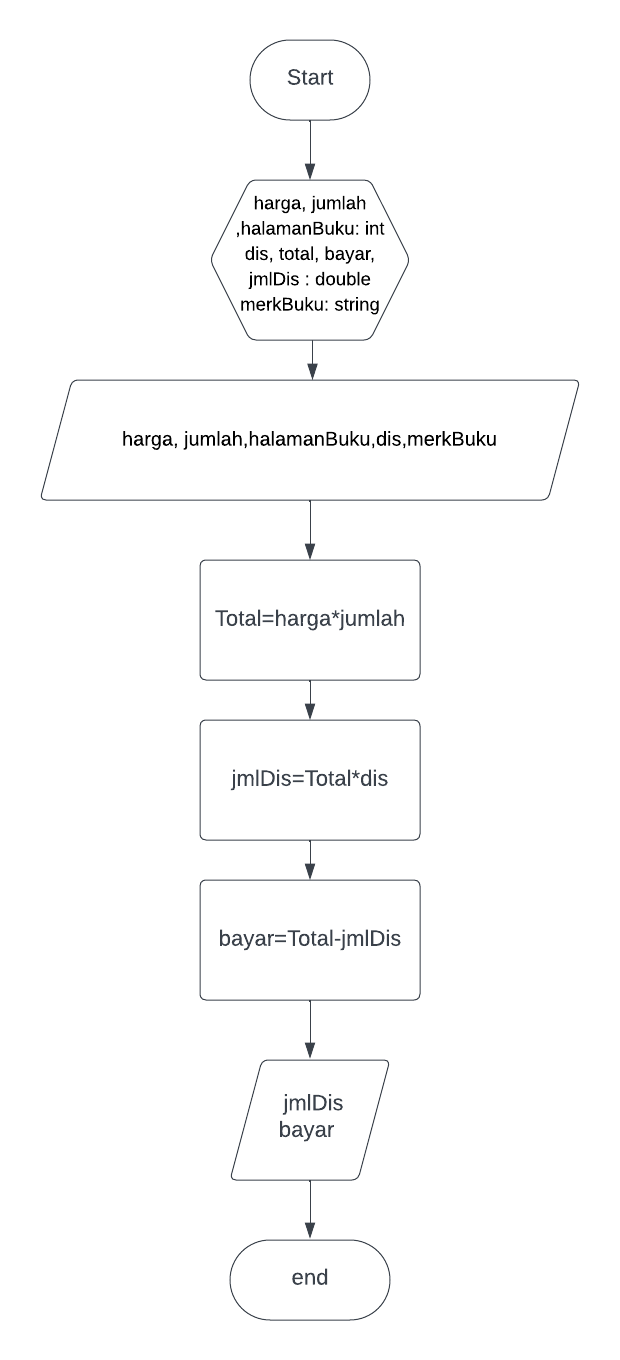 Start
harga, jumlah
,halamanBuku: int
dis, total, bayar,
jmlDis : double
merkBuku: string
harga, jumlah,halamanBuku,dis,merkBuku
Total=harga*jumlah
jmlDis=Total*dis
bayar=Total-jmlDis
jmlDis
bayar
end